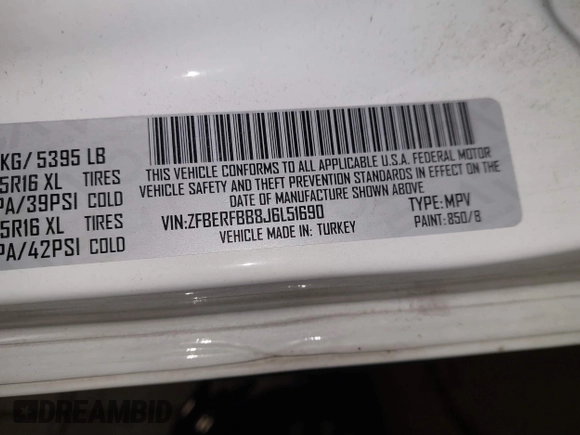 KG/ 5395 LB
5R16 XL TIRES
PA/39PSI COLD
5R16 XL TIRES
PA/42PSI COLD
THIS VEHICLE CONFORMS TO ALL APPLICABLE U.S.A. FEDERAL MOTOR
VEHICLE SAFETY AND THEFT PREVENTION STANDARDS IN EFFECT ON THE
DATE OF MANUFACTURE SHOWN ABOVE.
VIN:ZFBERFBB8J6L51690 TYPE: MPV
VEHICLE MADE IN: TURKEY PAINT: 850/B
DREAMBID